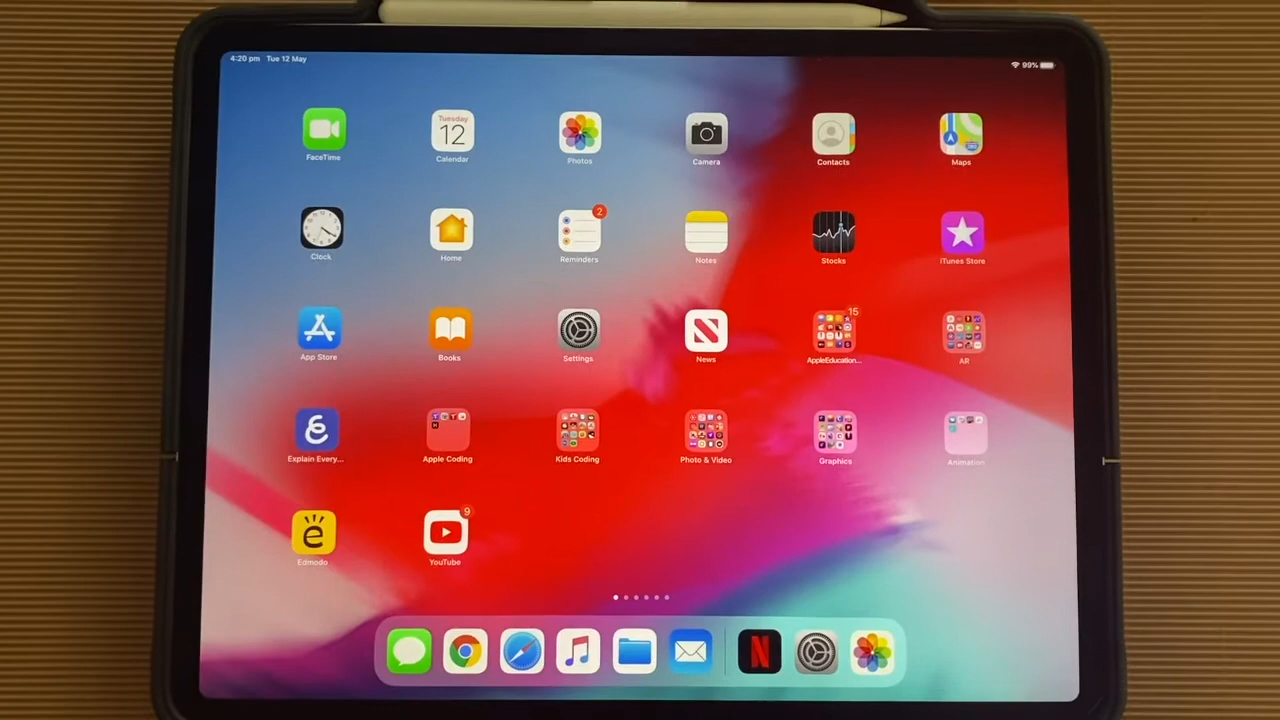 4:20 pm Tue 12 May
99%
Tuesday
12
FaceTime
Calendar
Photos
Camera
Contacts
Maps
2
Clock
Home
Reminders
Notes
Stocks
iTunes Store
15
App Store
Books
Settings
News
AppleEducation...
AR
Explain Every...
Apple Coding
Kids Coding
Photo & Video
Graphics
Animation
9
Edmodo
YouTube